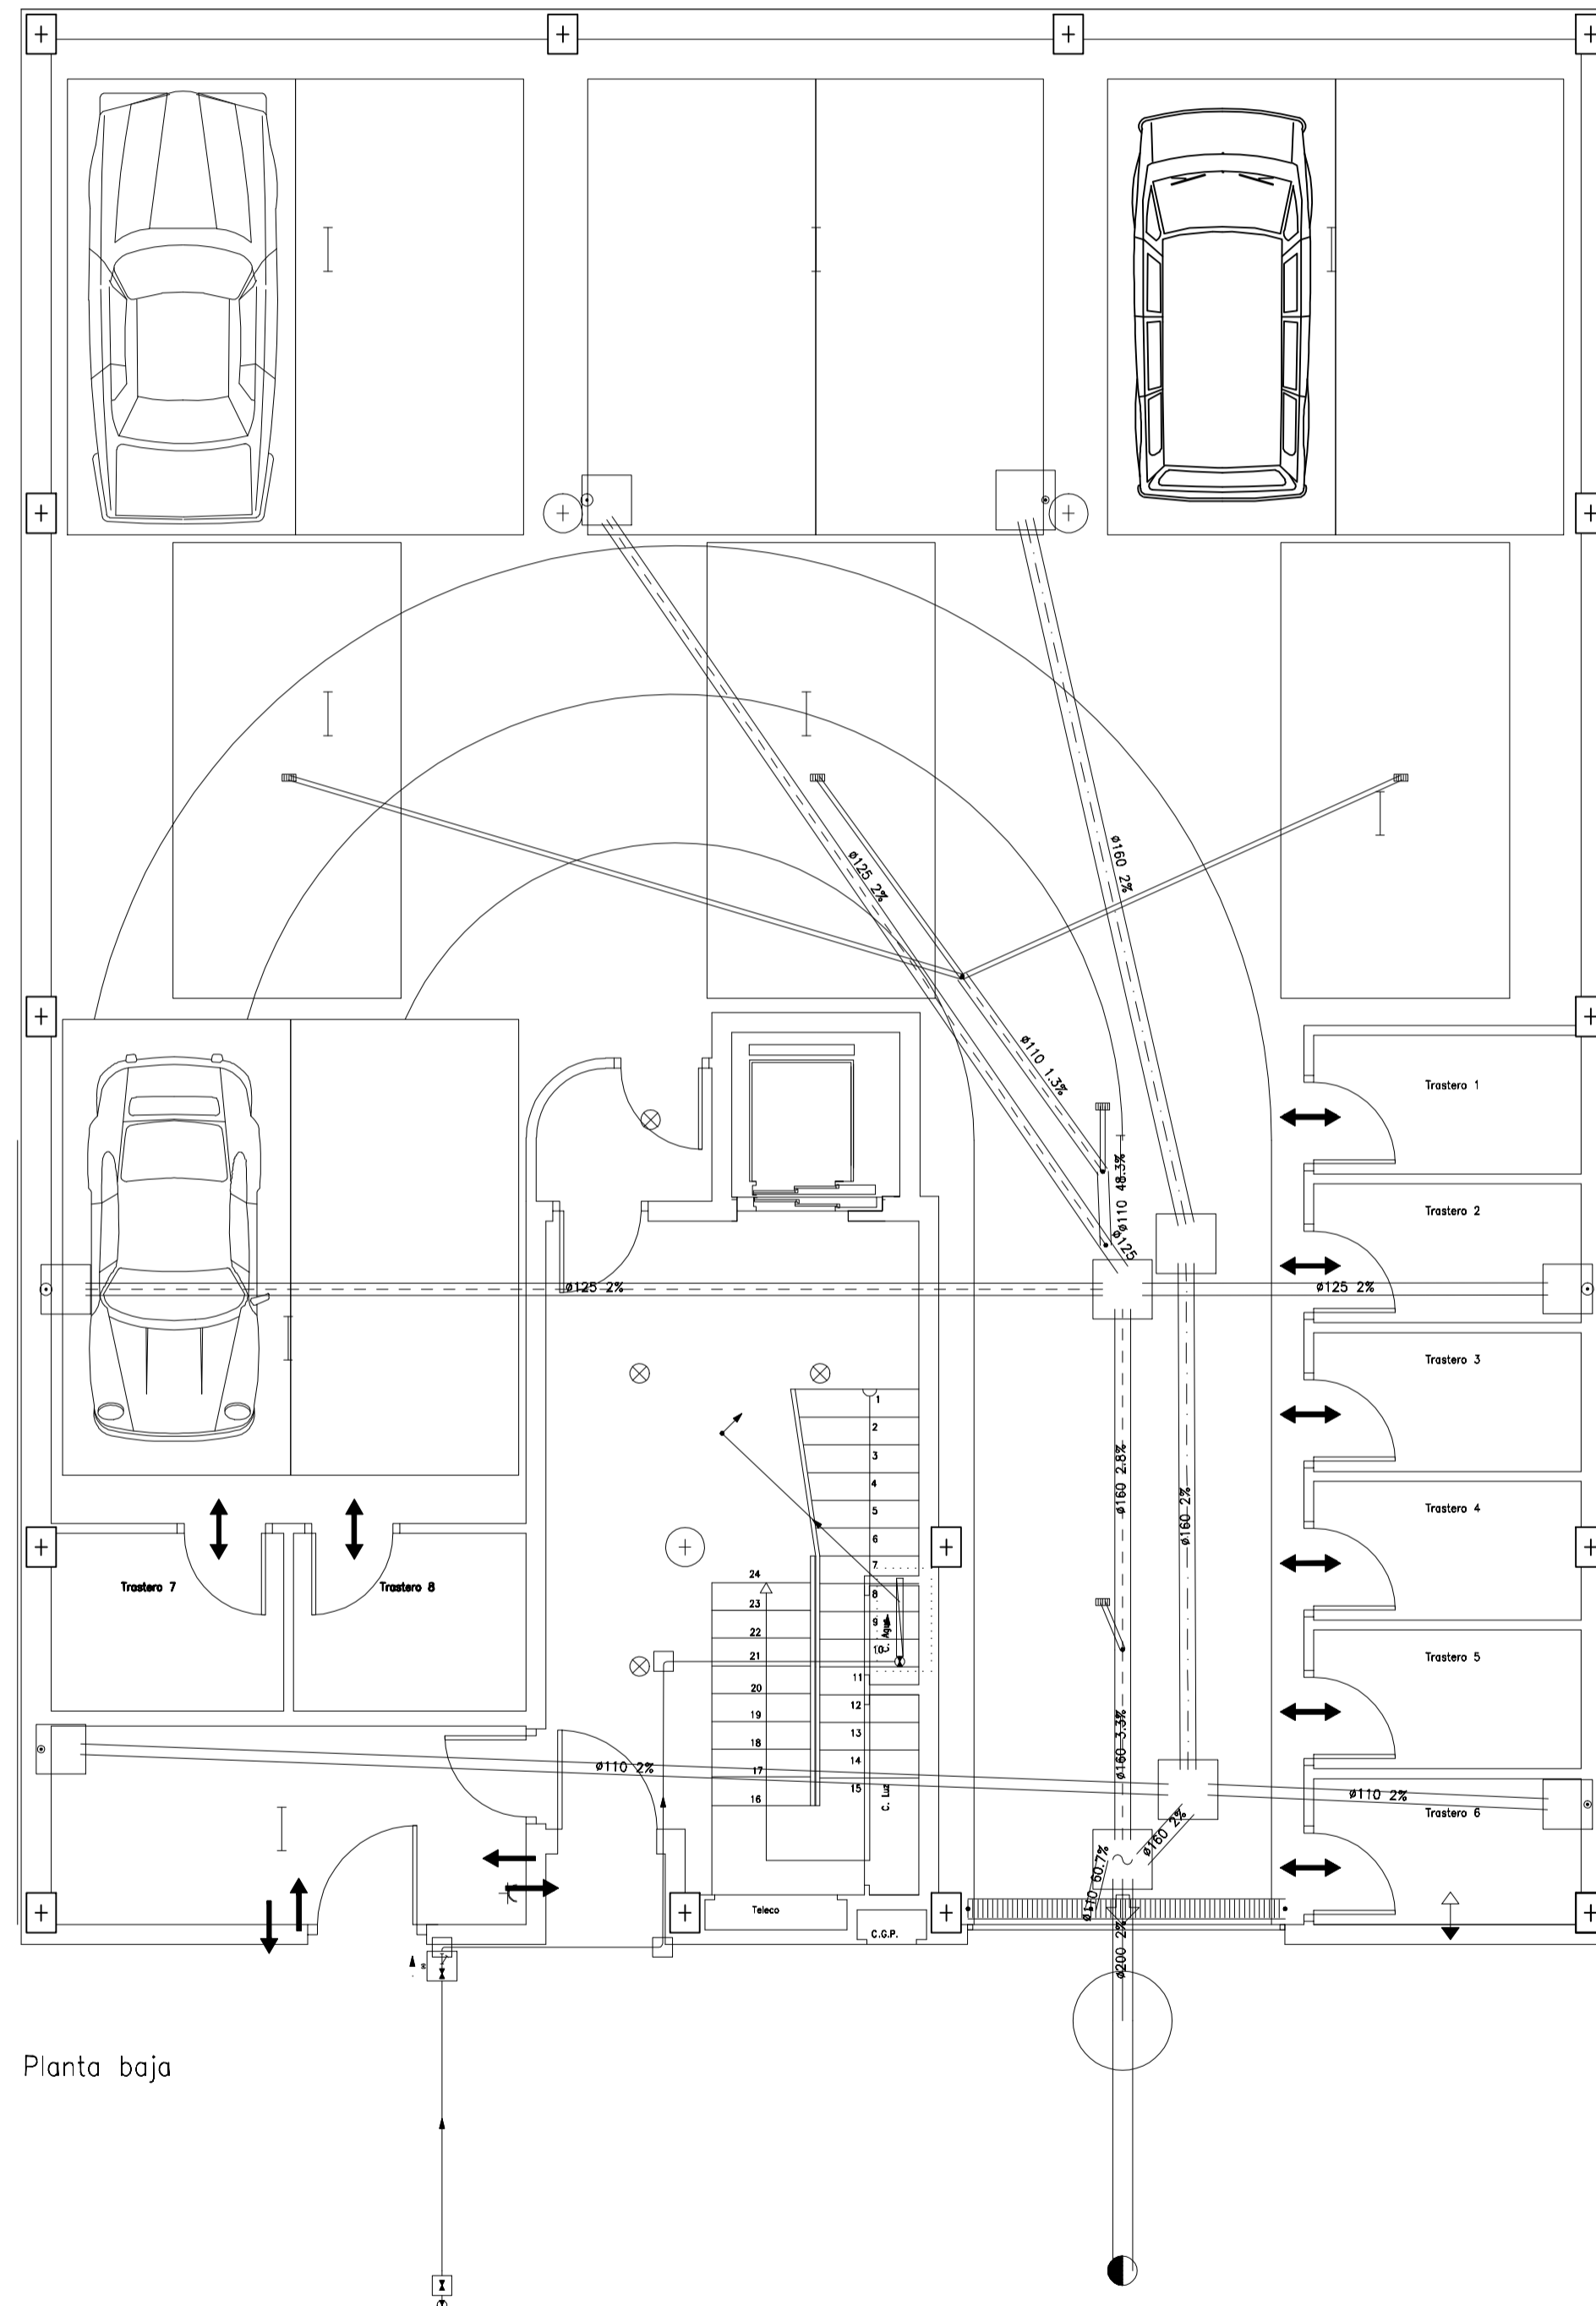 ø125 2%
ø160 2%
ø110 1.3%
Trastero 1
ø110 48.3%
Trastero 2
ø125
ø125 2%
ø125 2%
Trastero 3
1
2
3
4
5
6
7
8
9
10
11
12
13
14
15
16
17
18
19
20
21
22
23
24
ø160 2.8%
ø160 2%
Trastero 4
Trastero 7
Trastero 8
C. Agua
Trastero 5
ø160 3.3%
ø110 2%
C. Luz
ø110 2%
Trastero 6
ø160 2%
ø110 60.7%
Teleco
C.G.P.
ø200 2%
Planta baja